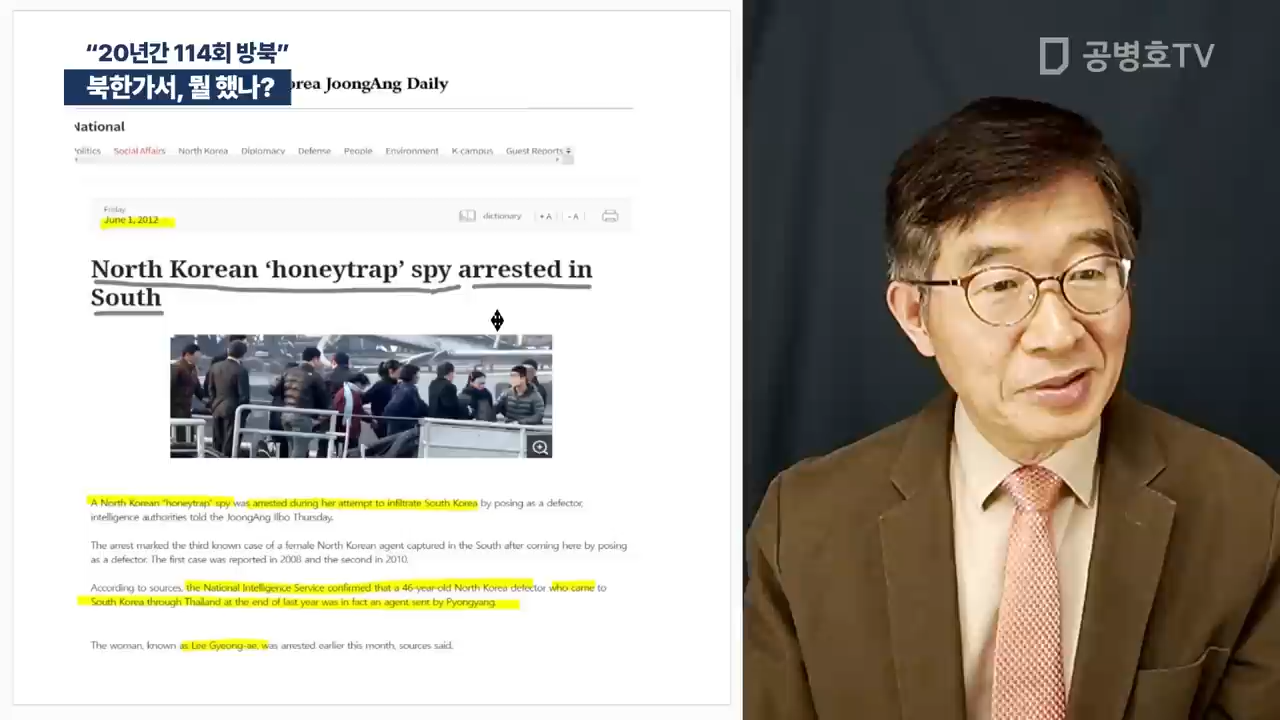 “20년간 114회 방북”
북한가서, 뭘 했나?
공병호TV
orea JoongAng Daily
National
olitics Social Affairs North Korea Diplomacy Defense People Environment K-campus Guest Reports
Friday
June 1, 2012
dictionary + A - A
North Korean ‘honeytrap’ spy arrested in
South
A North Korean “honeytrap” spy was arrested during her attempt to infiltrate South Korea by posing as a defector,
intelligence authorities told the JoongAng Ilbo Thursday.
The arrest marked the third known case of a female North Korean agent captured in the South after coming here by posing
as a defector. The first case was reported in 2008 and the second in 2010.
According to sources, the National Intelligence Service confirmed that a 46-year-old North Korea defector who came to
South Korea through Thailand at the end of last year was in fact an agent sent by Pyongyang.
The woman, known as Lee Gyeong-ae, was arrested earlier this month, sources said.